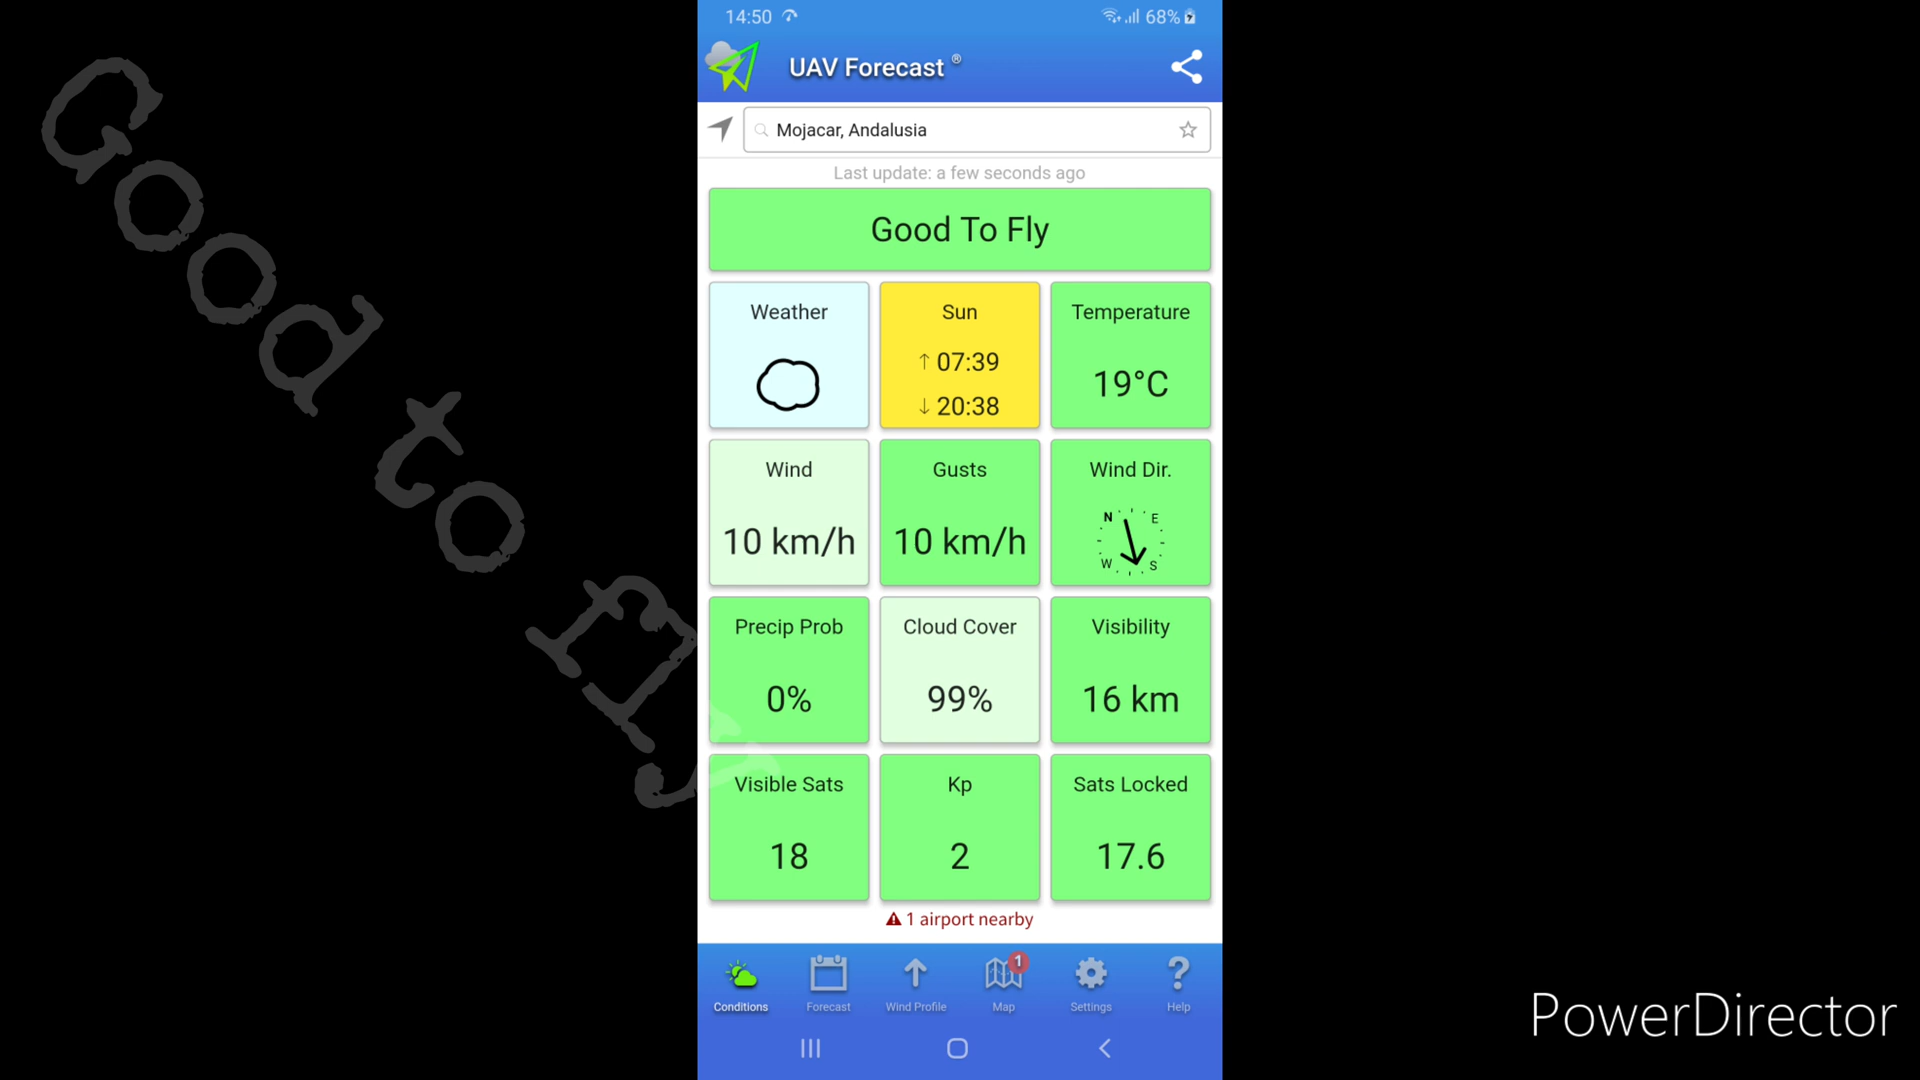 14:50
68%
UAV Forecast ®
Mojacar, Andalusia
Last update: a few seconds ago
Good To Fly
Weather
Sun
↑ 07:39
↓ 20:38
Temperature
19°C
Wind
10 km/h
Gusts
10 km/h
Wind Dir.
N E
W S
Precip Prob
0%
Cloud Cover
99%
Visibility
16 km
Visible Sats
18
Kp
2
Sats Locked
17.6
1 airport nearby
Conditions
Forecast
Wind Profile
1
Map
Settings
?
Help
Good to fly
PowerDirector